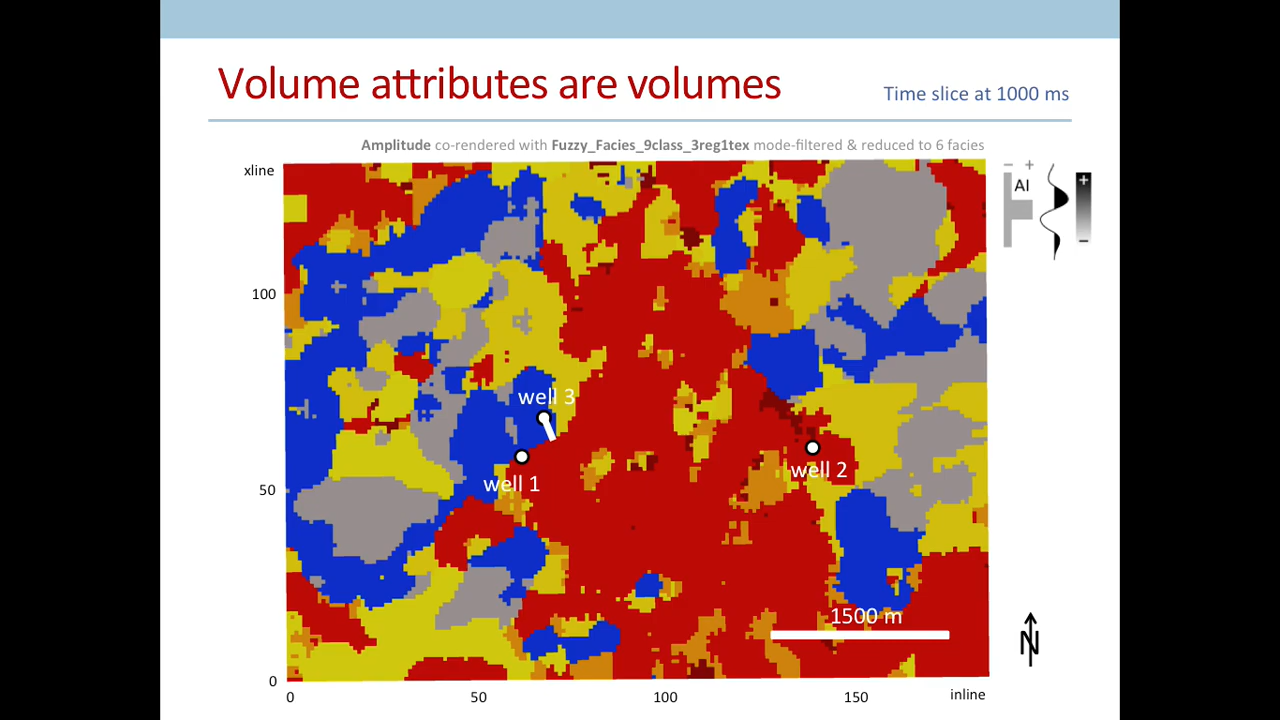 Volume attributes are volumes
Time slice at 1000 ms
Amplitude co-rendered with Fuzzy_Facies_9class_3reg1tex mode-filtered & reduced to 6 facies
xline
− +
AI
+
−
100
well 3
50
well 1
well 2
1500 m
N
0
0 50 100 150 inline